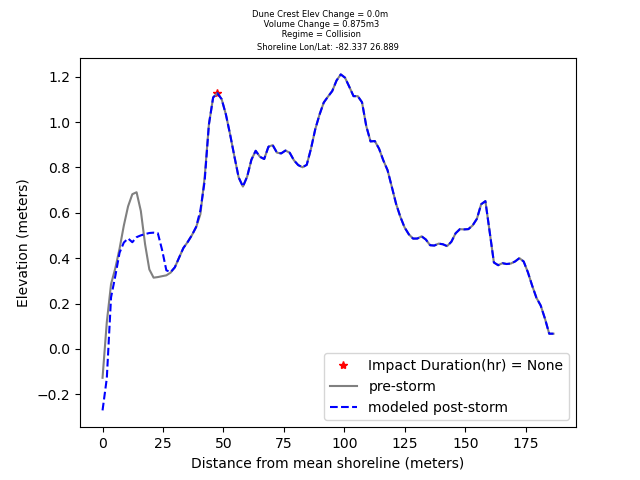 Dune Crest Elev Change = 0.0m
Volume Change = 0.875m3
Regime = Collision
Shoreline Lon/Lat: -82.337 26.889
1.2
1.0
0.8
0.6
0.4
0.2
0.0
−0.2
Elevation (meters)
Impact Duration(hr) = None
pre-storm
modeled post-storm
0 25 50 75 100 125 150 175
Distance from mean shoreline (meters)